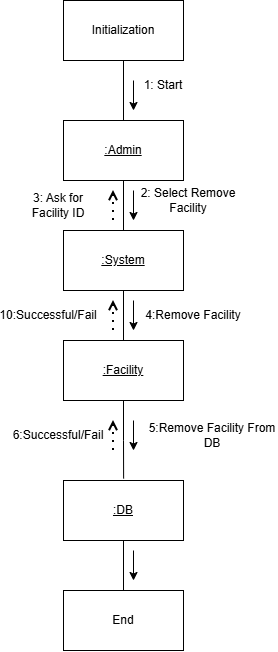 Initialization
1: Start
:Admin
3: Ask for
Facility ID
2: Select Remove
Facility
:System
10:Successful/Fail
4:Remove Facility
:Facility
6:Successful/Fail
5:Remove Facility From
DB
:DB
End